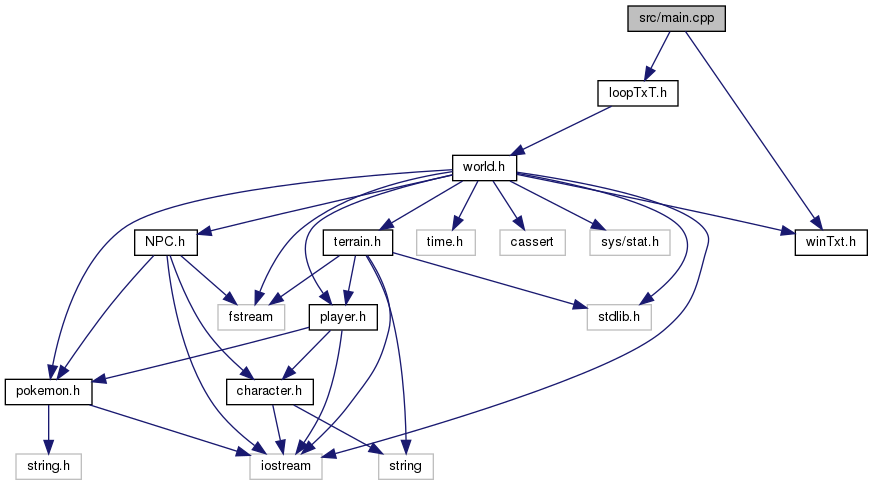 src/main.cpp
loopTxT.h
world.h
NPC.h
terrain.h
time.h
cassert
sys/stat.h
winTxt.h
fstream
player.h
stdlib.h
pokemon.h
character.h
string.h
iostream
string